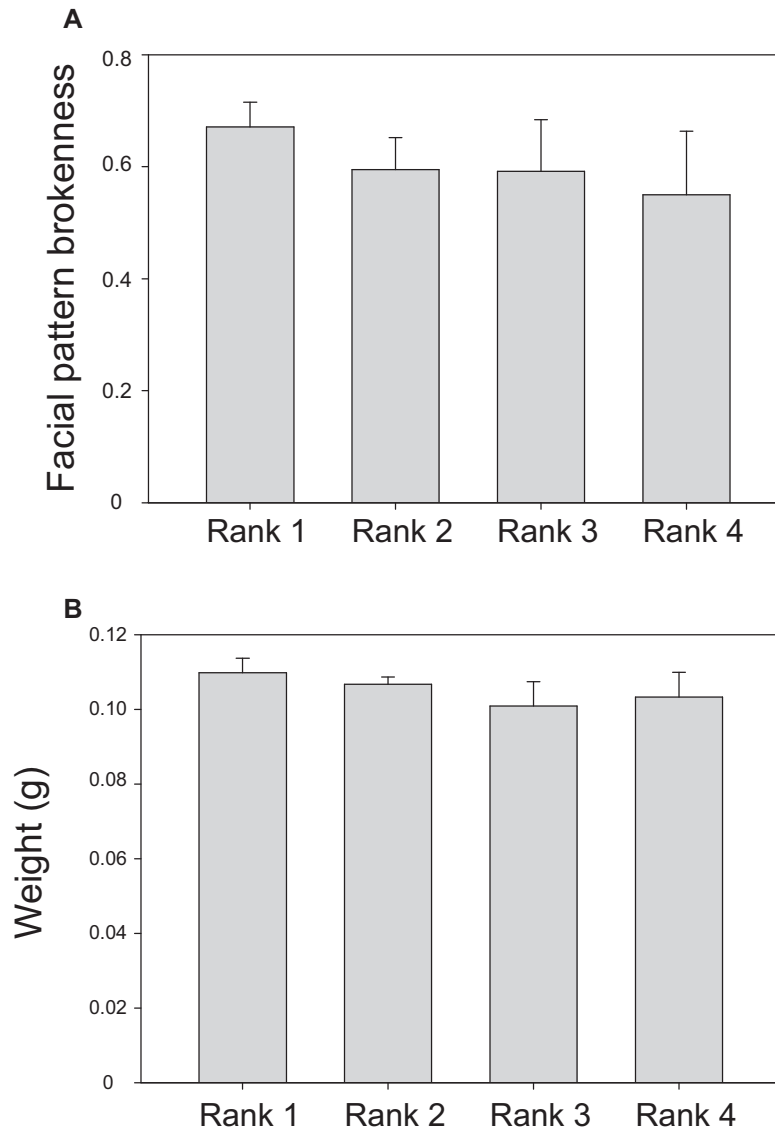 A
Facial pattern brokenness
0.8
0.6
0.4
0.2
0
Rank 1 Rank 2 Rank 3 Rank 4
B
Weight (g)
0.12
0.10
0.08
0.06
0.04
0.02
0
Rank 1 Rank 2 Rank 3 Rank 4